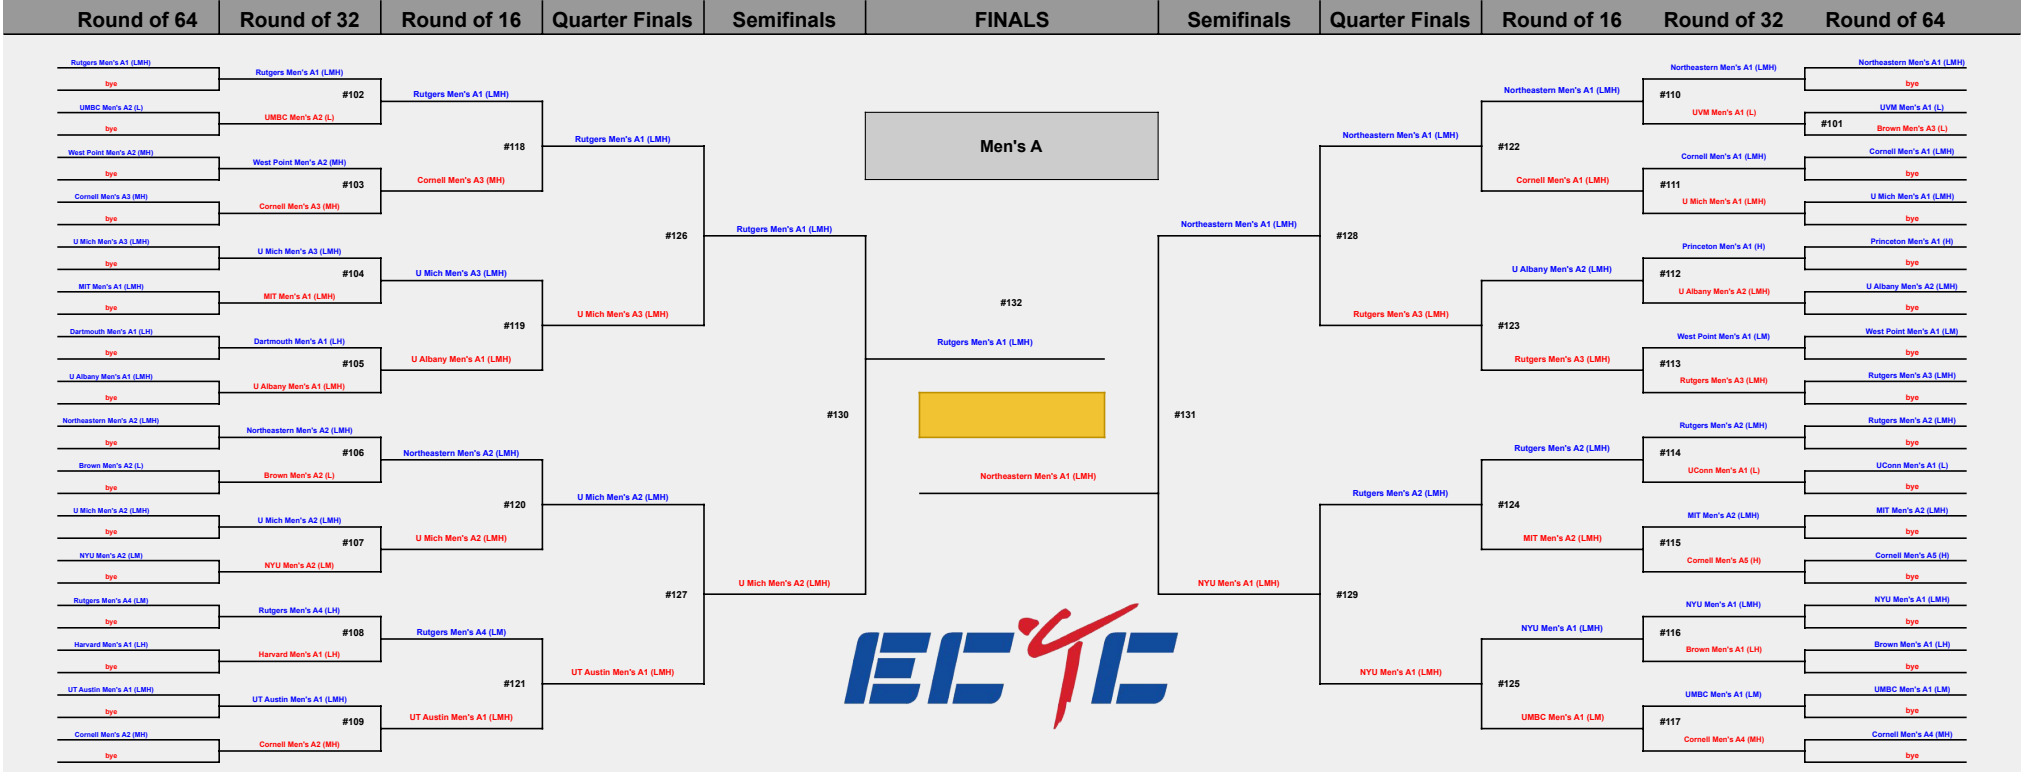 Round of 64
Round of 32
Round of 16
Quarter Finals
Semifinals
FINALS
Semifinals
Quarter Finals
Round of 16
Round of 32
Round of 64
Rutgers Men's A1 (LMH)
bye
UMBC Men's A2 (L)
bye
West Point Men's A2 (MH)
bye
Cornell Men's A3 (MH)
bye
U Mich Men's A3 (LMH)
bye
MIT Men's A1 (LMH)
bye
Dartmouth Men's A1 (LH)
bye
U Albany Men's A1 (LMH)
bye
Northeastern Men's A2 (LMH)
bye
Brown Men's A2 (L)
bye
U Mich Men's A2 (LMH)
bye
NYU Men's A2 (LM)
bye
Rutgers Men's A4 (LM)
bye
Harvard Men's A1 (LH)
bye
UT Austin Men's A1 (LMH)
bye
Cornell Men's A2 (MH)
bye
Rutgers Men's A1 (LMH)
#102
UMBC Men's A2 (L)
West Point Men's A2 (MH)
#103
Cornell Men's A3 (MH)
U Mich Men's A3 (LMH)
#104
MIT Men's A1 (LMH)
Dartmouth Men's A1 (LH)
#105
U Albany Men's A1 (LMH)
Northeastern Men's A2 (LMH)
#106
Brown Men's A2 (L)
U Mich Men's A2 (LMH)
#107
NYU Men's A2 (LM)
Rutgers Men's A4 (LH)
#108
Harvard Men's A1 (LH)
UT Austin Men's A1 (LMH)
#109
Cornell Men's A2 (MH)
Rutgers Men's A1 (LMH)
#118
Cornell Men's A3 (MH)
U Mich Men's A3 (LMH)
#119
U Albany Men's A1 (LMH)
Northeastern Men's A2 (LMH)
#120
U Mich Men's A2 (LMH)
Rutgers Men's A4 (LM)
#121
UT Austin Men's A1 (LMH)
Rutgers Men's A1 (LMH)
#126
U Mich Men's A3 (LMH)
U Mich Men's A2 (LMH)
#127
UT Austin Men's A1 (LMH)
Rutgers Men's A1 (LMH)
#130
U Mich Men's A2 (LMH)
Men's A
#132
Rutgers Men's A1 (LMH)
Northeastern Men's A1 (LMH)
ECTC
Northeastern Men's A1 (LMH)
#131
NYU Men's A1 (LMH)
Northeastern Men's A1 (LMH)
#128
Rutgers Men's A3 (LMH)
Rutgers Men's A2 (LMH)
#129
NYU Men's A1 (LMH)
Northeastern Men's A1 (LMH)
#122
Cornell Men's A1 (LMH)
U Albany Men's A2 (LMH)
#123
Rutgers Men's A3 (LMH)
Rutgers Men's A2 (LMH)
#124
MIT Men's A2 (LMH)
NYU Men's A1 (LMH)
#125
UMBC Men's A1 (LM)
Northeastern Men's A1 (LMH)
#110
UVM Men's A1 (L)
Cornell Men's A1 (LMH)
#111
U Mich Men's A1 (LMH)
Princeton Men's A1 (H)
#112
U Albany Men's A2 (LMH)
West Point Men's A1 (LM)
#113
Rutgers Men's A3 (LMH)
Rutgers Men's A2 (LMH)
#114
UConn Men's A1 (L)
MIT Men's A2 (LMH)
#115
Cornell Men's A5 (H)
NYU Men's A1 (LMH)
#116
Brown Men's A1 (LH)
UMBC Men's A1 (LM)
#117
Cornell Men's A4 (MH)
Northeastern Men's A1 (LMH)
bye
UVM Men's A1 (L)
#101
Brown Men's A3 (L)
Cornell Men's A1 (LMH)
bye
U Mich Men's A1 (LMH)
bye
Princeton Men's A1 (H)
bye
U Albany Men's A2 (LMH)
bye
West Point Men's A1 (LM)
bye
Rutgers Men's A3 (LMH)
bye
Rutgers Men's A2 (LMH)
bye
UConn Men's A1 (L)
bye
MIT Men's A2 (LMH)
bye
Cornell Men's A5 (H)
bye
NYU Men's A1 (LMH)
bye
Brown Men's A1 (LH)
bye
UMBC Men's A1 (LM)
bye
Cornell Men's A4 (MH)
bye